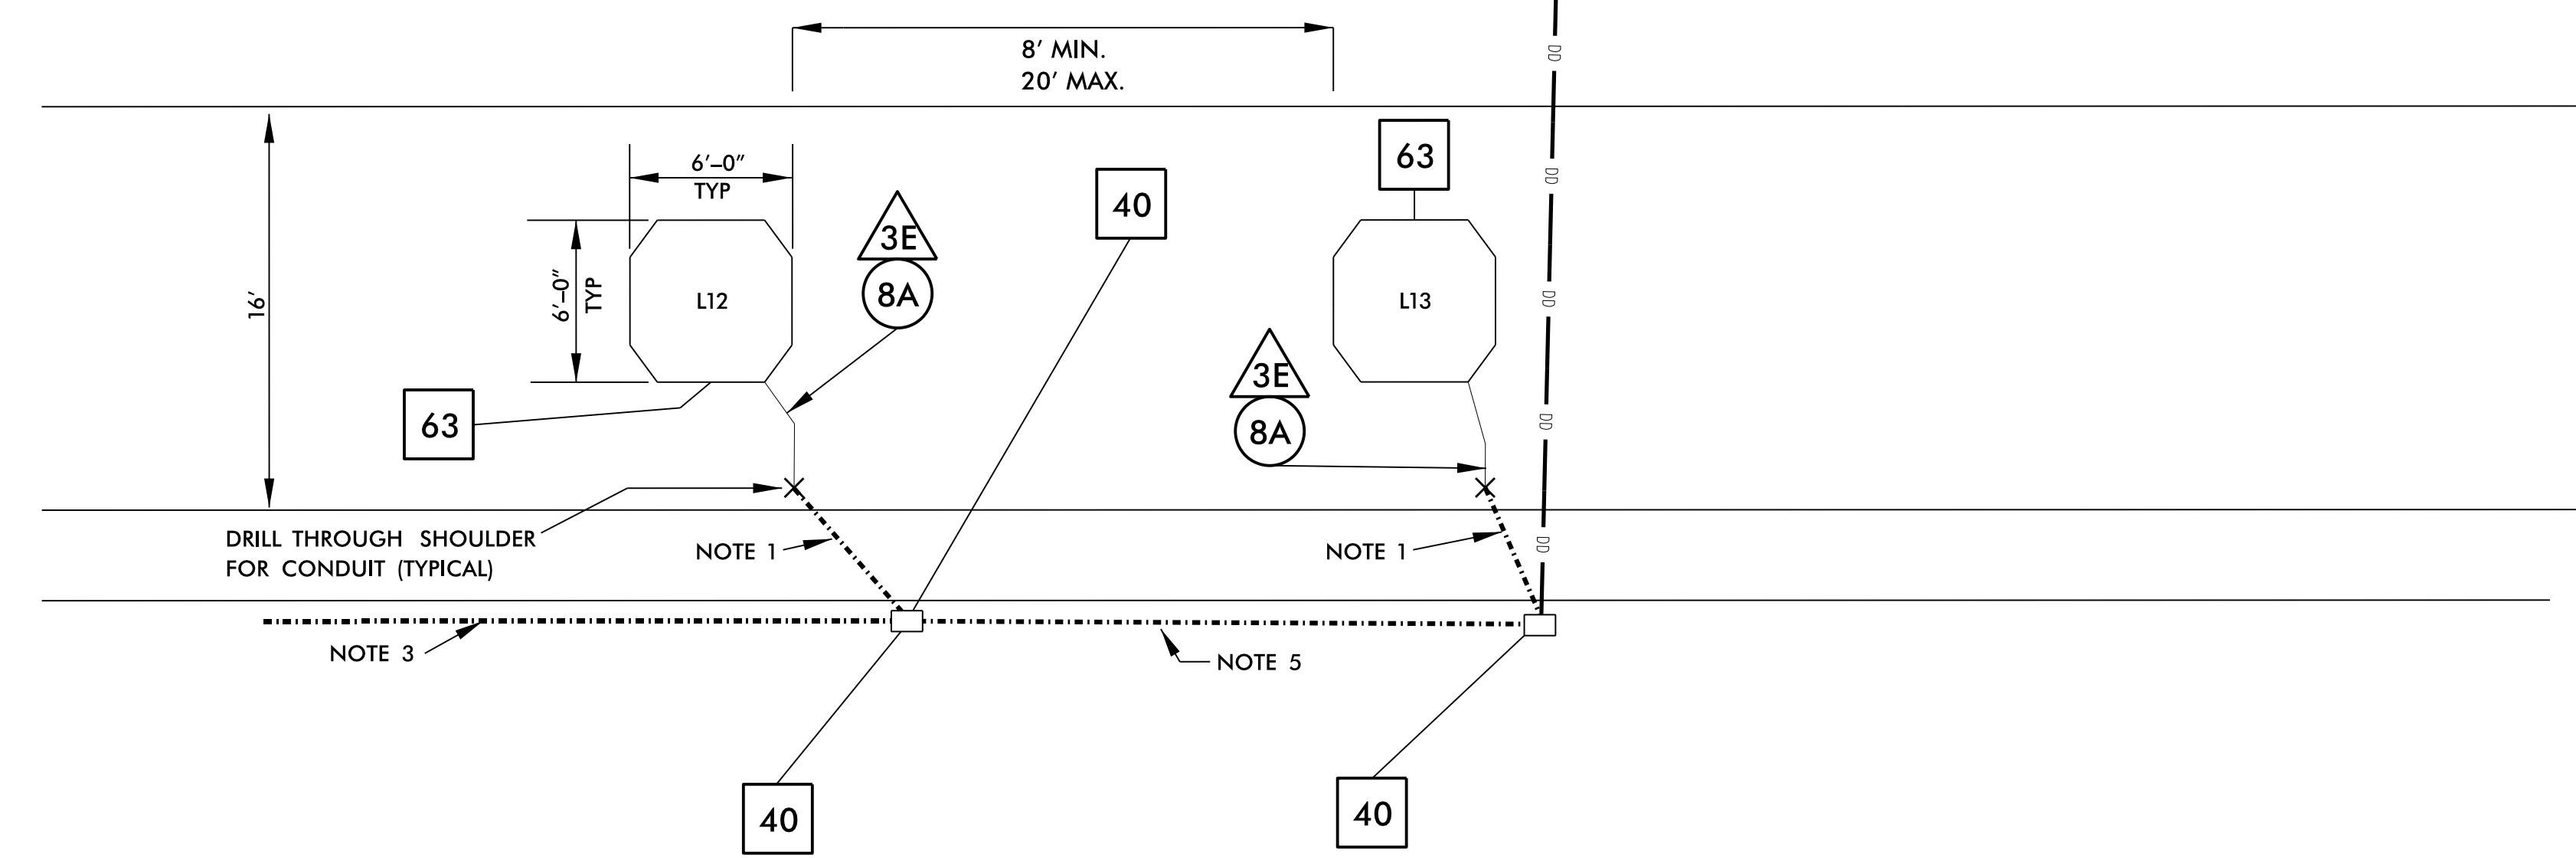 8' MIN.
20' MAX.
DD
63
6'–0"
TYP
40
DD
3E
8A
16'
6'–0"
TYP
L12
L13
DD
3E
8A
63
DD
DRILL THROUGH SHOULDER
FOR CONDUIT (TYPICAL)
NOTE 1
NOTE 1
DD
NOTE 3
NOTE 5
40
40